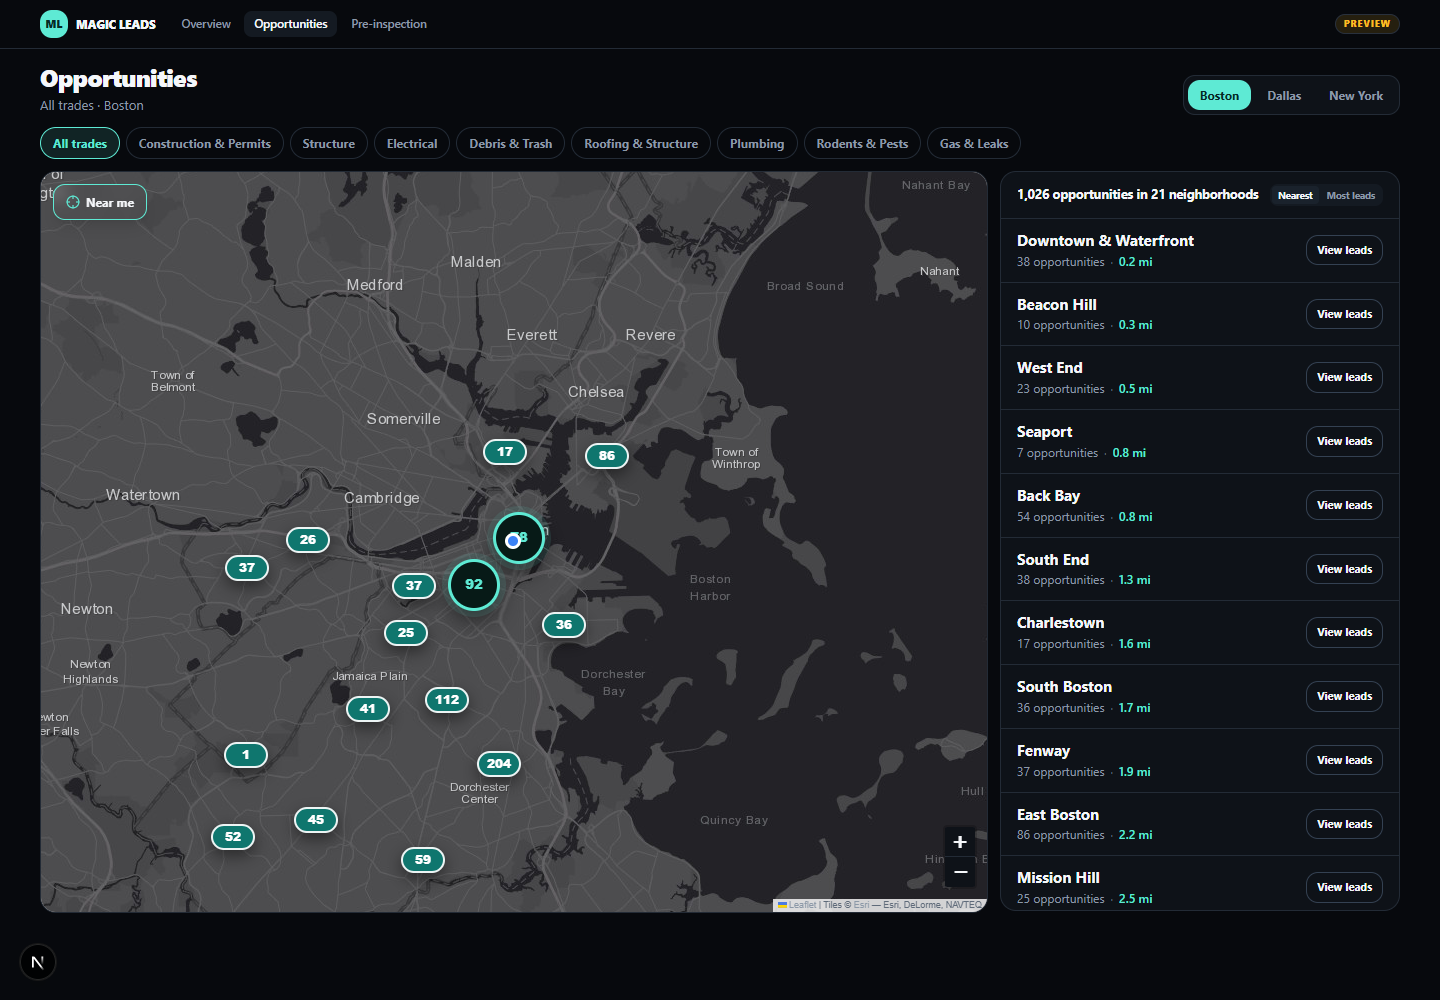 ML MAGIC LEADS Overview Opportunities Pre-inspection PREVIEW
Opportunities
All trades · Boston
Boston Dallas New York
All trades Construction & Permits Structure Electrical Debris & Trash Roofing & Structure Plumbing Rodents & Pests Gas & Leaks
Near me
Nahant Bay
Malden
Medford
Nahant
Broad Sound
Everett
Revere
Town of
Belmont
Chelsea
Somerville
17
86
Town of
Winthrop
Watertown
Cambridge
26
37
37
92
8
Boston
Harbor
Newton
25
36
Newton
Highlands
Jamaica Plain
Dorchester
Bay
41
112
1
204
Dorchester
Center
Hull
45
52
Quincy Bay
59
+
−
Leaflet | Tiles © Esri — Esri, DeLorme, NAVTEQ
1,026 opportunities in 21 neighborhoods Nearest Most leads
Downtown & Waterfront
38 opportunities · 0.2 mi
View leads
Beacon Hill
10 opportunities · 0.3 mi
View leads
West End
23 opportunities · 0.5 mi
View leads
Seaport
7 opportunities · 0.8 mi
View leads
Back Bay
54 opportunities · 0.8 mi
View leads
South End
38 opportunities · 1.3 mi
View leads
Charlestown
17 opportunities · 1.6 mi
View leads
South Boston
36 opportunities · 1.7 mi
View leads
Fenway
37 opportunities · 1.9 mi
View leads
East Boston
86 opportunities · 2.2 mi
View leads
Mission Hill
25 opportunities · 2.5 mi
View leads
N